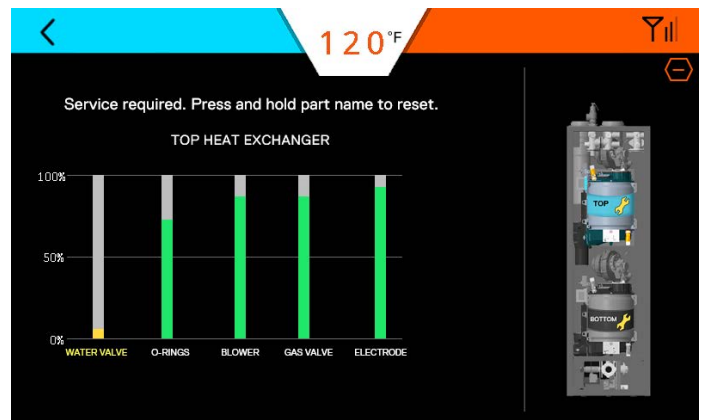 120°F
Service required. Press and hold part name to reset.
TOP HEAT EXCHANGER
100%
50%
0%
WATER VALVE O-RINGS BLOWER GAS VALVE ELECTRODE
TOP
BOTTOM